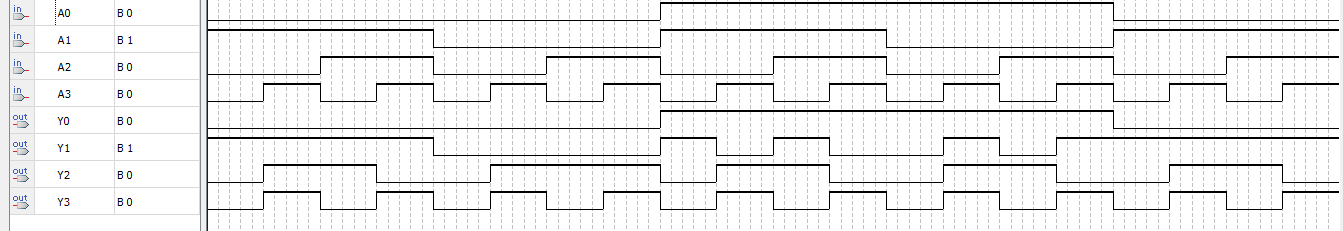 in A0 B 0
in A1 B 1
in A2 B 0
in A3 B 0
out Y0 B 0
out Y1 B 1
out Y2 B 0
out Y3 B 0